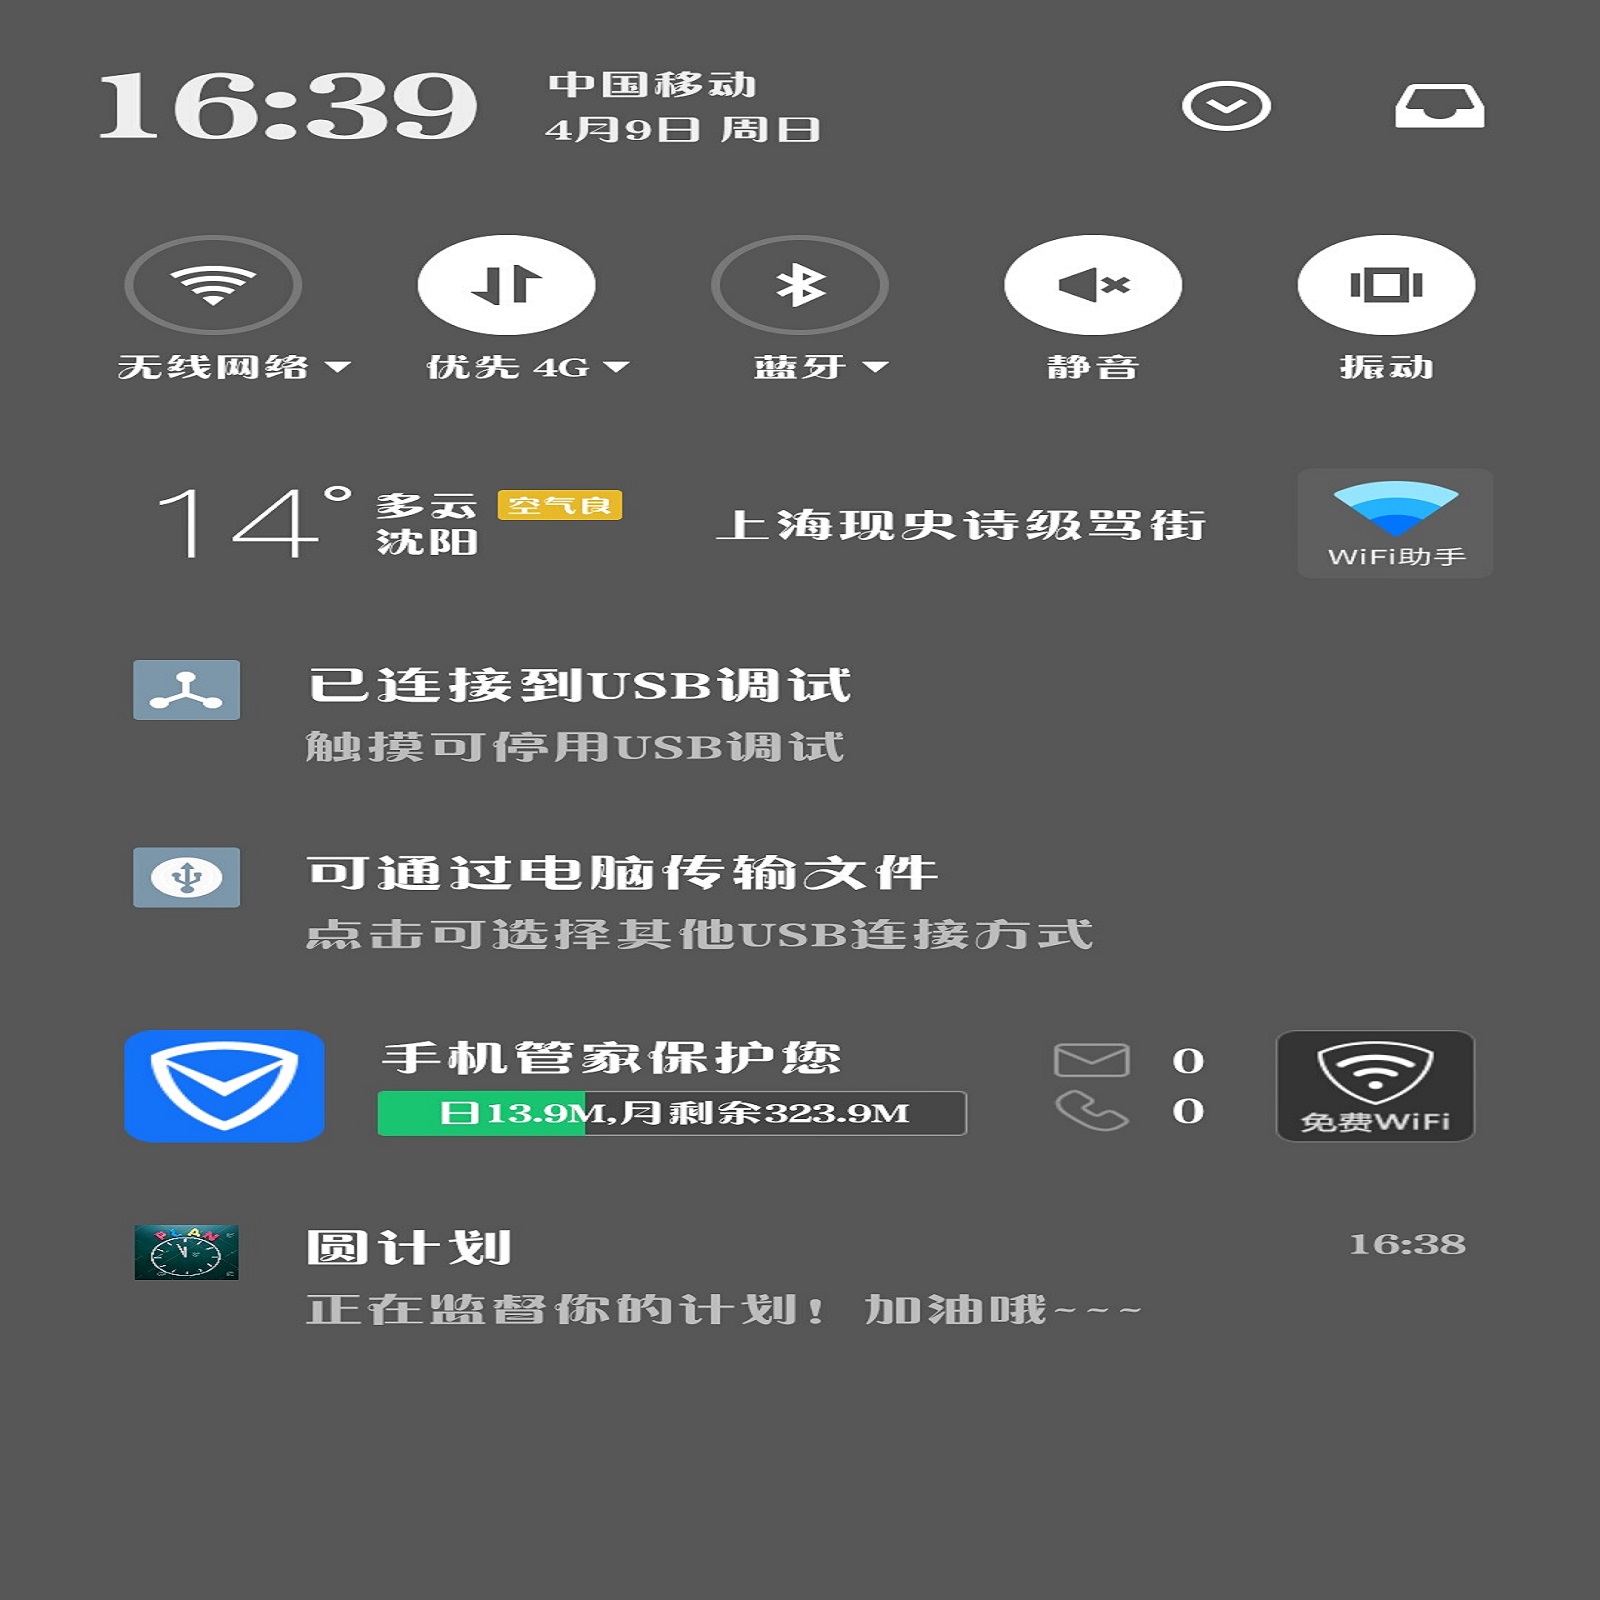 16:39
中国移动
4月9日 周日
无线网络
优先 4G
蓝牙
静音
振动
14°
多云
空气良
沈阳
上海现史诗级骂街
WiFi助手
已连接到USB调试
触摸可停用USB调试
可通过电脑传输文件
点击可选择其他USB连接方式
手机管家保护您
日13.9M,月剩余323.9M
0
0
免费WiFi
PLAN
圆计划
16:38
正在监督你的计划！加油哦~~~